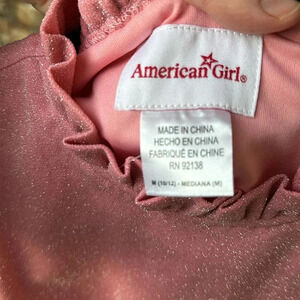 American Girl®
MADE IN CHINA
HECHO EN CHINA
FABRIQUÉ EN CHINE
RN 92138
M (10/12) - MEDIANA (M)